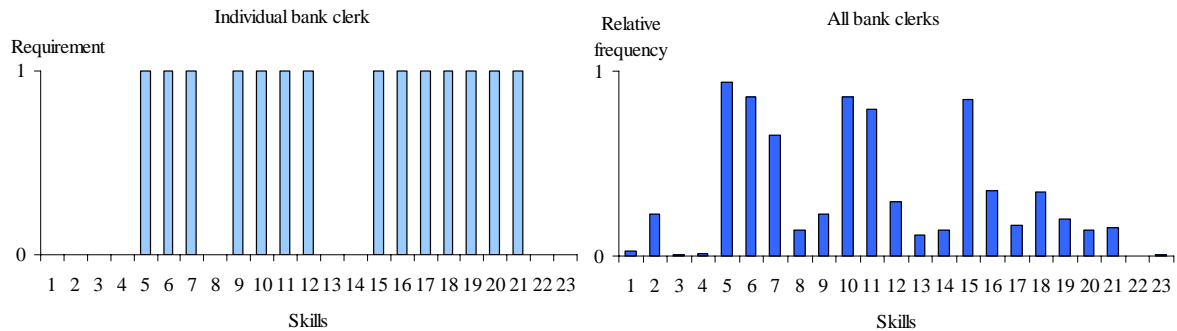 Individual bank clerk
Requirement
1
0
1 2 3 4 5 6 7 8 9 10 11 12 13 14 15 16 17 18 19 20 21 22 23
Skills
All bank clerks
Relative
frequency
1
0
1 2 3 4 5 6 7 8 9 10 11 12 13 14 15 16 17 18 19 20 21 22 23
Skills